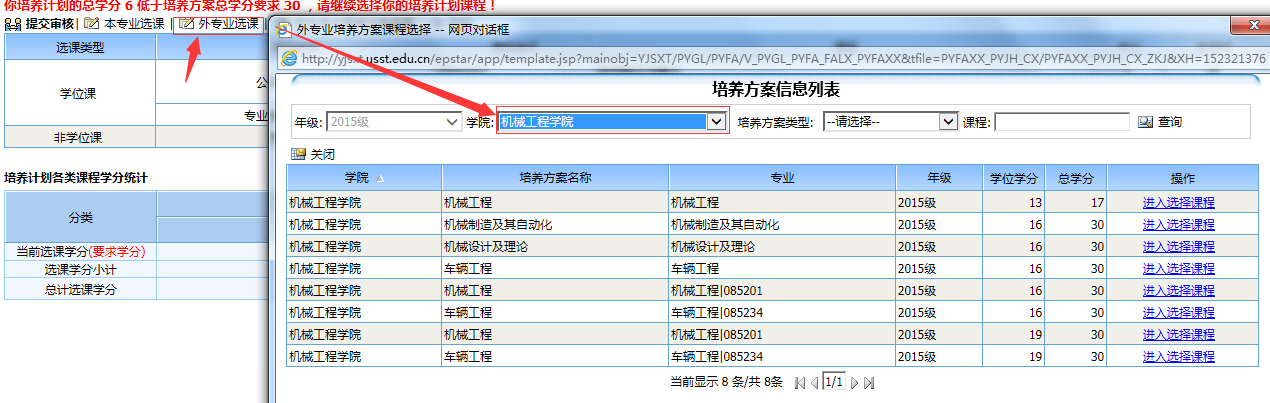 你培养计划的总学分 6 低于培养方案总学分要求 30 ，请继续选择你的培养计划课程！
提交审核 | 本专业选课 | 外专业选课 |
选课类型
学位课
公
专业
非学位课
培养计划各类课程学分统计
分类
当前选课学分(要求学分)
选课学分小计
总计选课学分
外专业培养方案课程选择 -- 网页对话框
http://yjsxt.usst.edu.cn/epstar/app/template.jsp?mainobj=YJSXT/PYGL/PYFA/V_PYGL_PYFA_FALX_PYFAXX&tfile=PYFAXX_PYJH_CX/PYFAXX_PYJH_CX_ZKJ&XH=152321376
培养方案信息列表
年级: 2015级 学院: 机械工程学院 培养方案类型: --请选择-- 课程: 查询
关闭
学院 培养方案名称 专业 年级 学位学分 总学分 操作
机械工程学院 机械工程 机械工程 2015级 13 17 进入选择课程
机械工程学院 机械制造及其自动化 机械制造及其自动化 2015级 16 30 进入选择课程
机械工程学院 机械设计及理论 机械设计及理论 2015级 16 30 进入选择课程
机械工程学院 车辆工程 车辆工程 2015级 16 30 进入选择课程
机械工程学院 机械工程 机械工程|085201 2015级 16 30 进入选择课程
机械工程学院 车辆工程 车辆工程|085234 2015级 16 30 进入选择课程
机械工程学院 机械工程 机械工程|085201 2015级 19 30 进入选择课程
机械工程学院 车辆工程 车辆工程|085234 2015级 19 30 进入选择课程
当前显示 8 条/共 8条 1/1